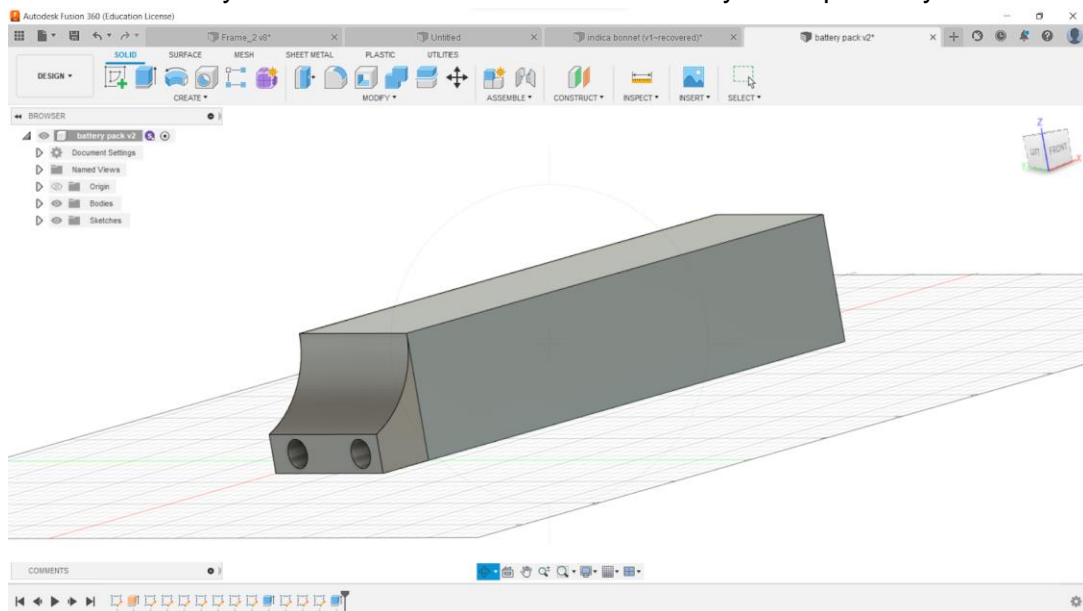 Autodesk Fusion 360 (Education License)
Frame_2 v8*
Untitled
indica bonnet (v1~recovered)*
battery pack v2*
SOLID SURFACE MESH SHEET METAL PLASTIC UTILITIES
DESIGN
CREATE MODIFY ASSEMBLE CONSTRUCT INSPECT INSERT SELECT
BROWSER
battery pack v2
Document Settings
Named Views
Origin
Bodies
Sketches
Z
FRONT
X
COMMENTS